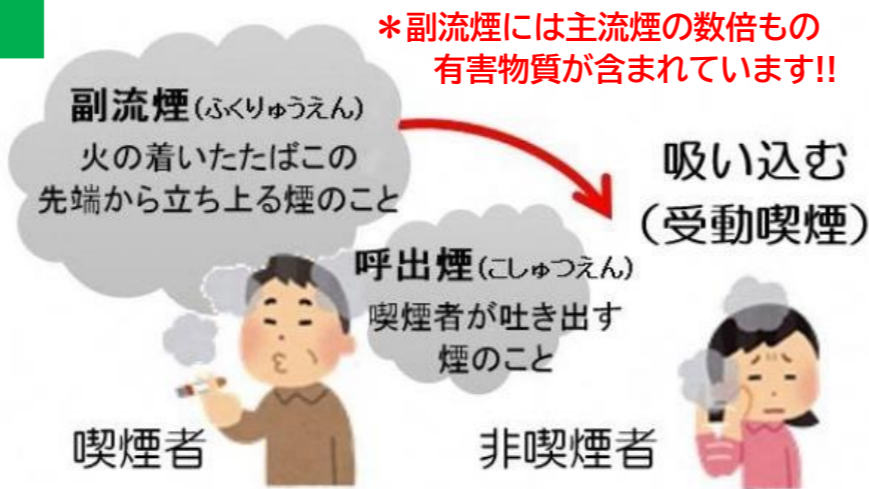 ＊副流煙には主流煙の数倍もの
有害物質が含まれています!!
副流煙(ふくりゅうえん)
火の着いたたばこの
先端から立ち上る煙のこと
吸い込む
(受動喫煙)
呼出煙(こしゅつえん)
喫煙者が吐き出す
煙のこと
喫煙者
非喫煙者